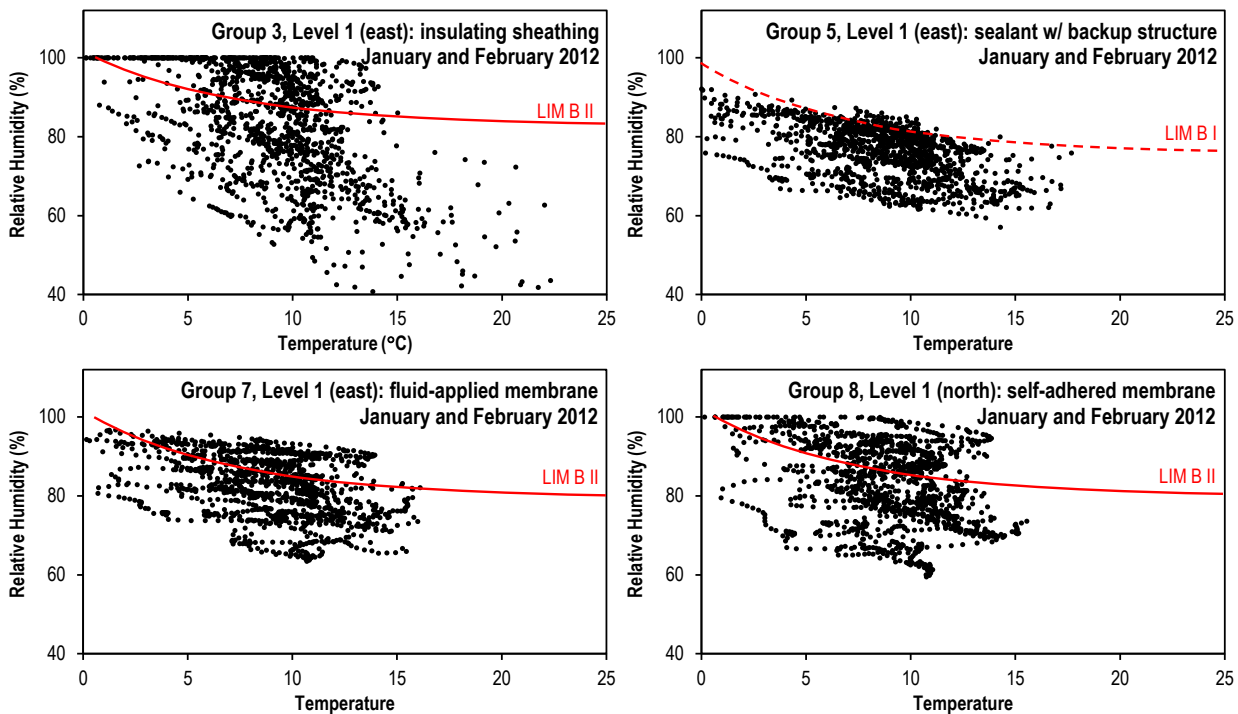 Group 3, Level 1 (east): insulating sheathing
January and February 2012
Relative Humidity (%)
100
80
60
40
LIM B II
0
5
10
15
20
25
Temperature (°C)
Group 5, Level 1 (east): sealant w/ backup structure
January and February 2012
Relative Humidity (%)
100
80
60
40
LIM B I
0
5
10
15
20
25
Temperature
Group 7, Level 1 (east): fluid-applied membrane
January and February 2012
Relative Humidity (%)
100
80
60
40
LIM B II
0
5
10
15
20
25
Temperature
Group 8, Level 1 (north): self-adhered membrane
January and February 2012
Relative Humidity (%)
100
80
60
40
LIM B II
0
5
10
15
20
25
Temperature